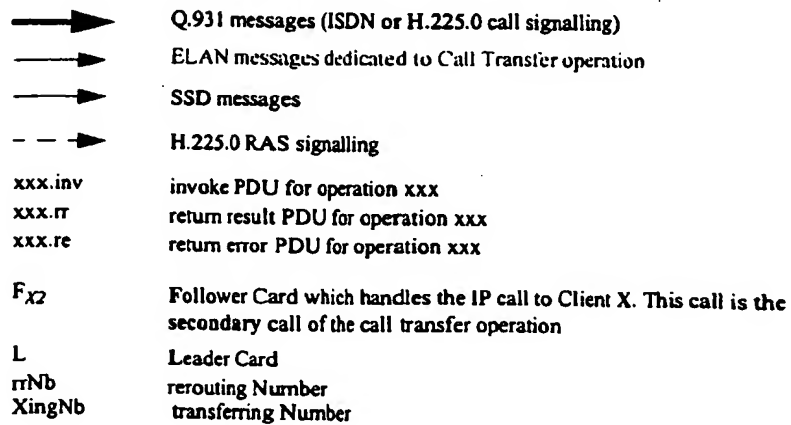 Q.931 messages (ISDN or H.225.0 call signalling)
ELAN messages dedicated to Call Transfer operation
SSD messages
H.225.0 RAS signalling
xxx.inv invoke PDU for operation xxx
xxx.rr return result PDU for operation xxx
xxx.re return error PDU for operation xxx
FX2 Follower Card which handles the IP call to Client X. This call is the
secondary call of the call transfer operation
L Leader Card
rrNb rerouting Number
XingNb transferring Number